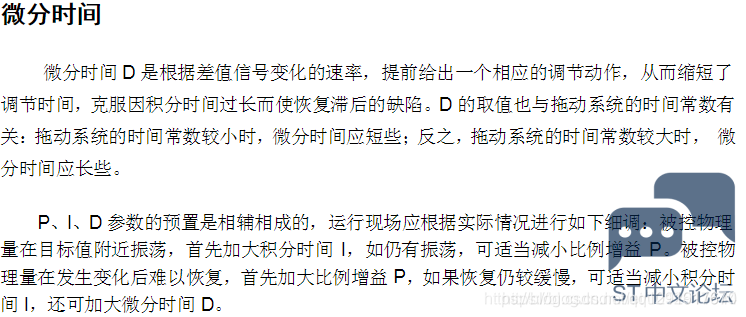 微分时间
微分时间 D 是根据差值信号变化的速率，提前给出一个相应的调节动作，从而缩短了
调节时间，克服因积分时间过长而使恢复滞后的缺陷。D 的取值也与拖动系统的时间常数有
关：拖动系统的时间常数较小时，微分时间应短些；反之，拖动系统的时间常数较大时， 微
分时间应长些。
P、I、D 参数的预置是相辅相成的，运行现场应根据实际情况进行如下细调：被控物理
量在目标值附近振荡，首先加大积分时间 I，如仍有振荡，可适当减小比例增益 P。被控物
理量在发生变化后难以恢复，首先加大比例增益 P，如果恢复仍较缓慢，可适当减小积分时
间 I，还可加大微分时间 D。
ST中文论坛